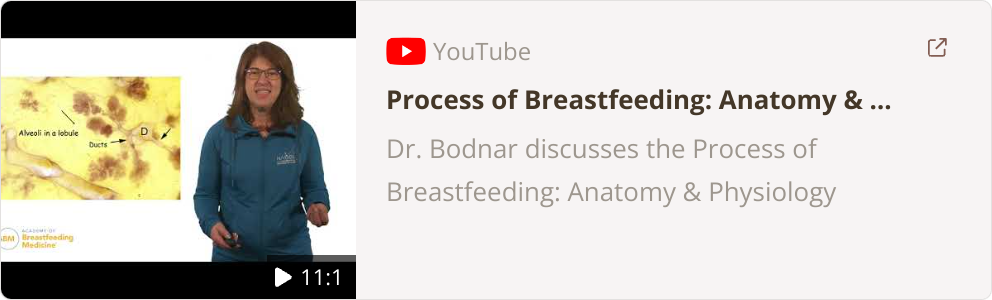 Alveoli in a lobule
D
Ducts
ACADEMY OF
Breastfeeding
Medicine
11:1
YouTube
Process of Breastfeeding: Anatomy & ...
Dr. Bodnar discusses the Process of
Breastfeeding: Anatomy & Physiology